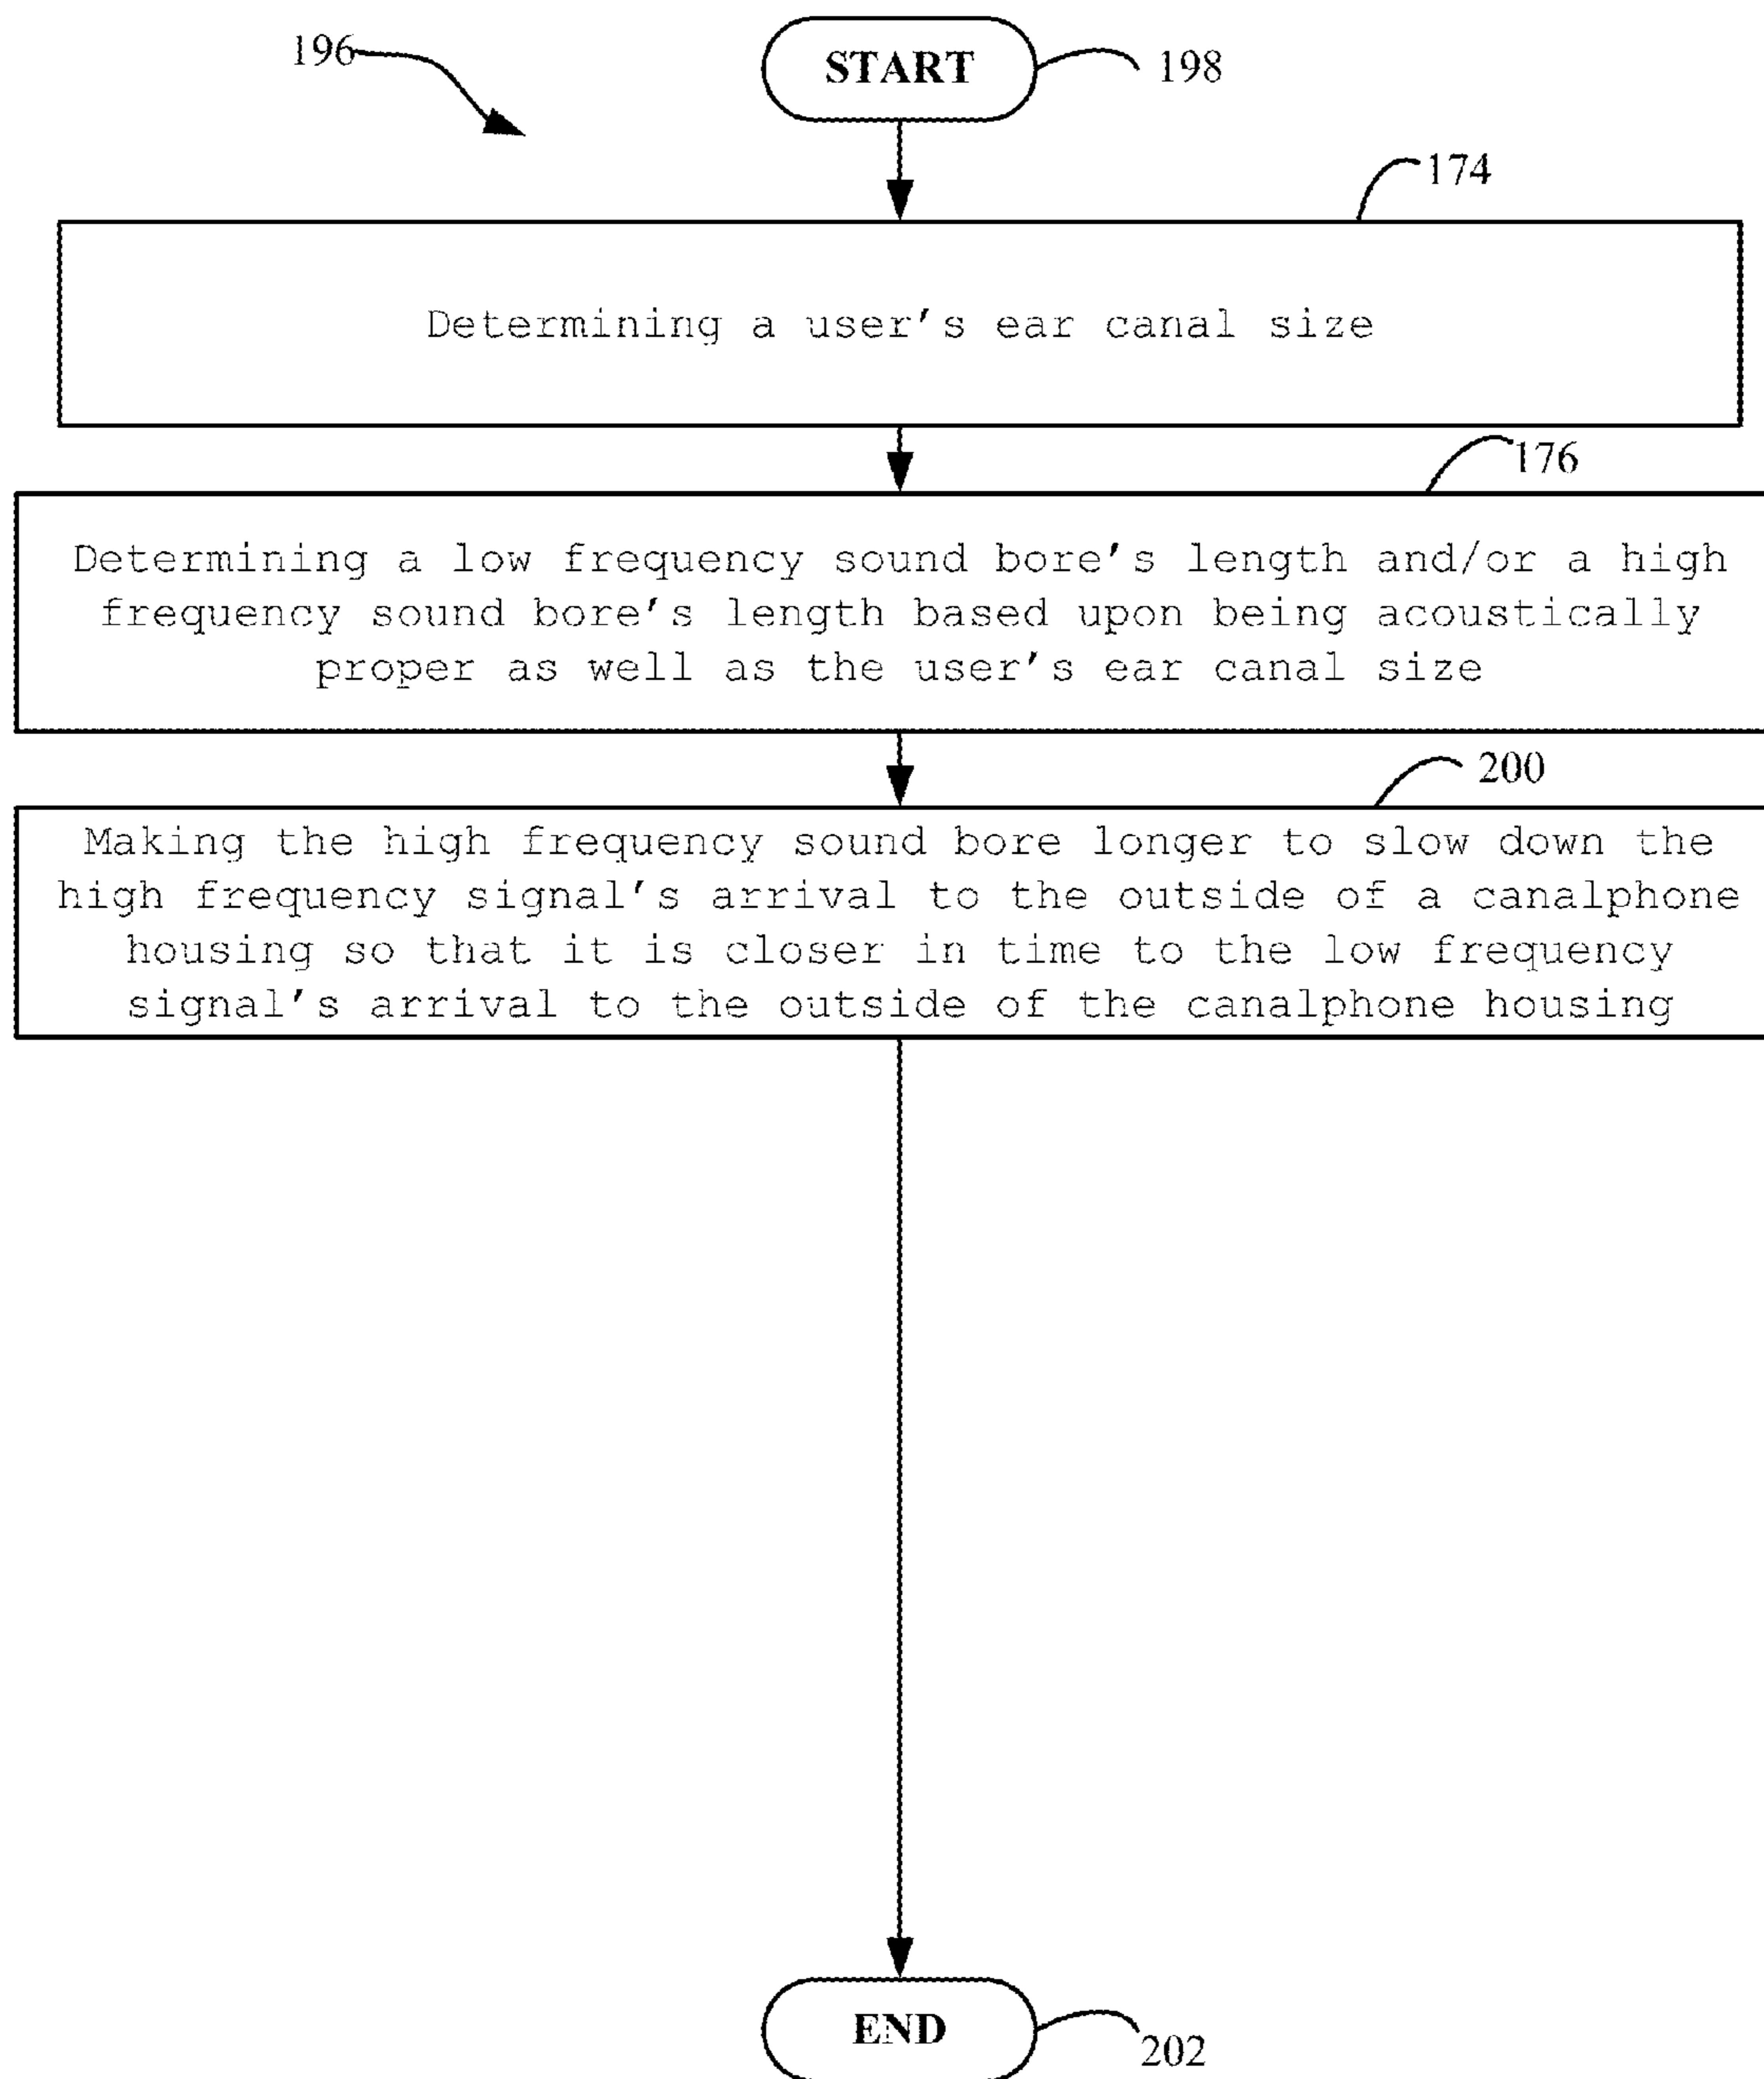 196
START
198
174
Determining a user's ear canal size
176
Determining a low frequency sound bore's length and/or a high
frequency sound bore's length based upon being acoustically
proper as well as the user's ear canal size
200
Making the high frequency sound bore longer to slow down the
high frequency signal's arrival to the outside of a canalphone
housing so that it is closer in time to the low frequency
signal's arrival to the outside of the canalphone housing
END
202